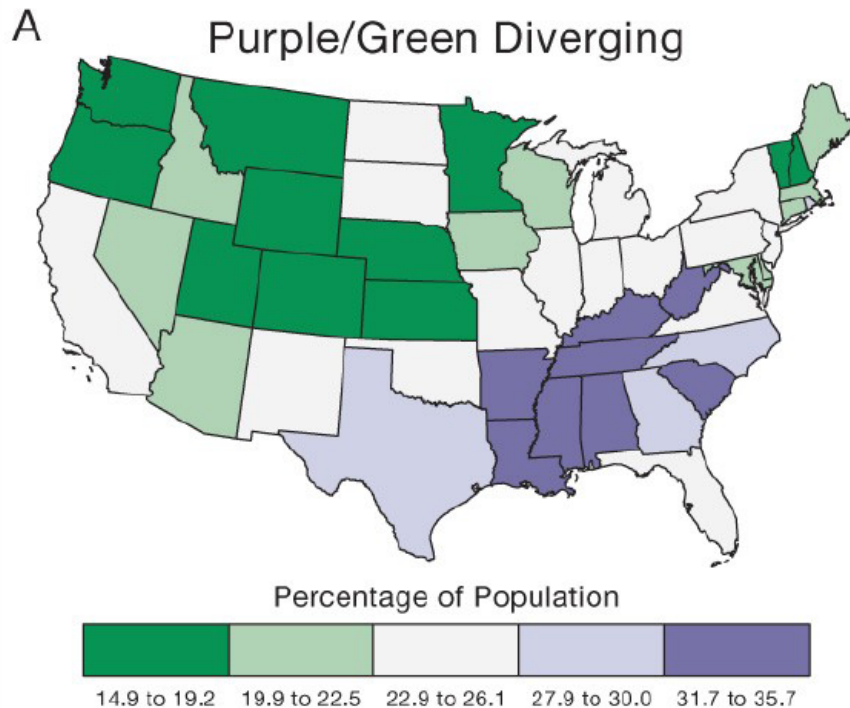 A
Purple/Green Diverging
Percentage of Population
14.9 to 19.2 19.9 to 22.5 22.9 to 26.1 27.9 to 30.0 31.7 to 35.7